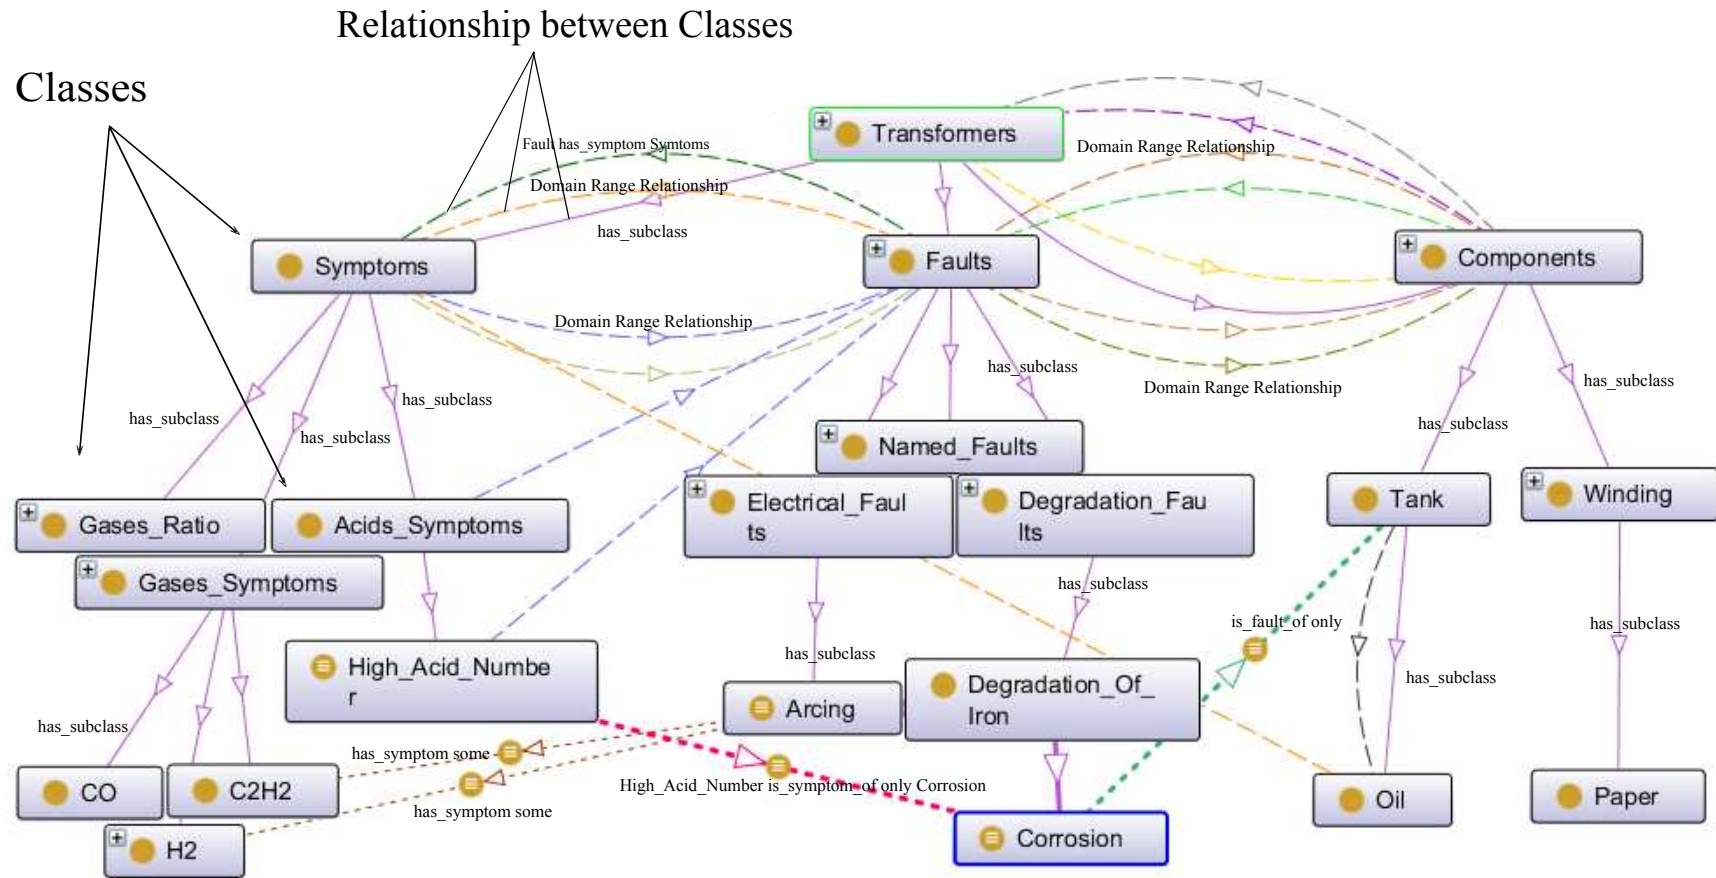 Relationship between Classes
Classes
Transformers
Fault has_symptom Symtoms
Domain Range Relationship
Domain Range Relationship
has_subclass
Symptoms
Faults
Components
Domain Range Relationship
has_subclass
has_subclass
Domain Range Relationship
has_subclass
has_subclass
has_subclass
has_subclass
Named_Faults
Electrical_Faul
ts
Degradation_Fau
lts
Tank
Winding
Gases_Ratio
Acids_Symptoms
Gases_Symptoms
has_subclass
is_fault_of only
has_subclass
has_subclass
has_subclass
High_Acid_Numbe
r
Arcing
Degradation_Of_
Iron
has_subclass
has_symptom some
High_Acid_Number is_symptom_of only Corrosion
has_symptom some
CO
C2H2
H2
Corrosion
Oil
Paper